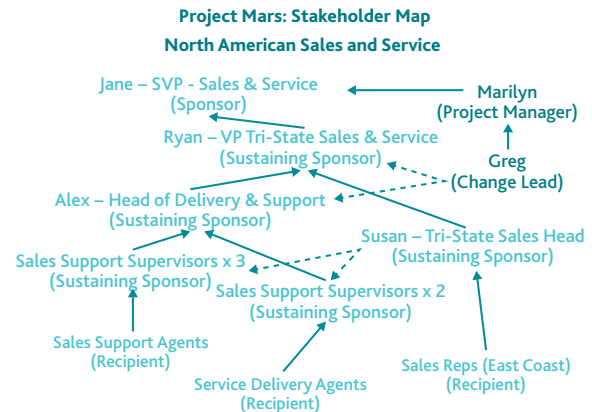 Project Mars: Stakeholder Map
North American Sales and Service
Jane – SVP - Sales & Service
(Sponsor)
Marilyn
(Project Manager)
Ryan – VP Tri-State Sales & Service
(Sustaining Sponsor)
Greg
(Change Lead)
Alex – Head of Delivery & Support
(Sustaining Sponsor)
Susan – Tri-State Sales Head
(Sustaining Sponsor)
Sales Support Supervisors x 3
(Sustaining Sponsor)
Sales Support Supervisors x 2
(Sustaining Sponsor)
Sales Support Agents
(Recipient)
Service Delivery Agents
(Recipient)
Sales Reps (East Coast)
(Recipient)